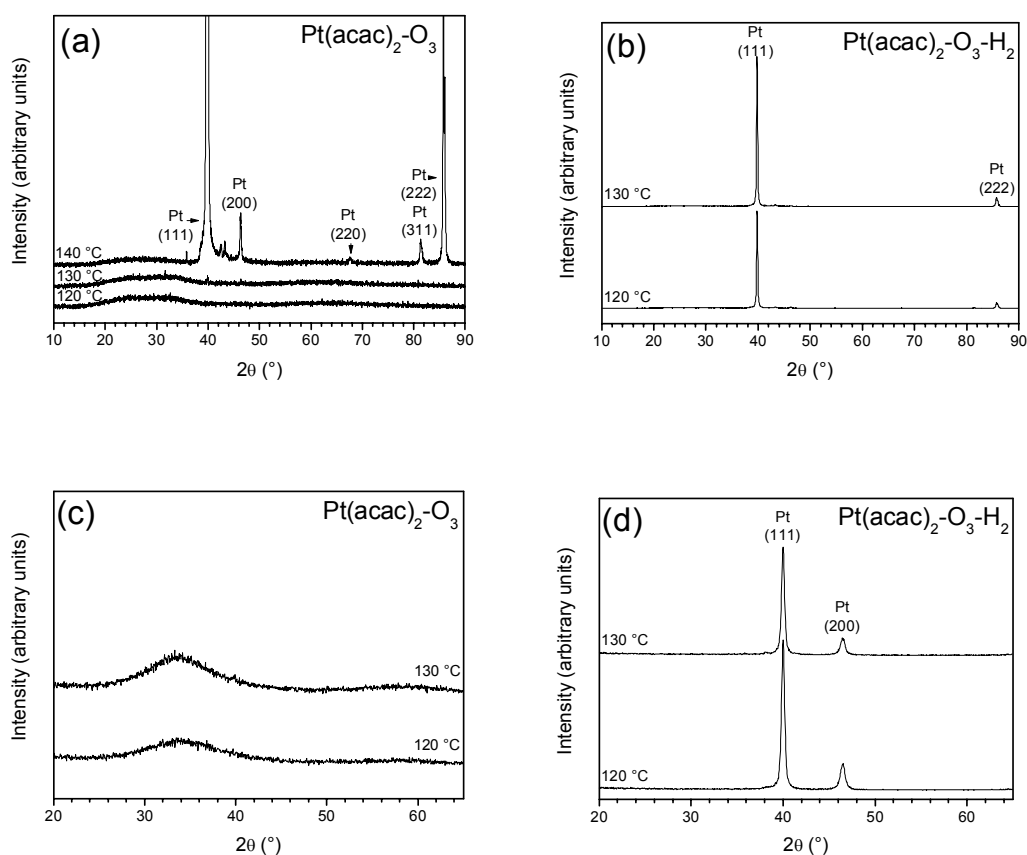 (a)
Pt(acac)₂-O₃
Intensity (arbitrary units)
Pt
(111)
Pt
(200)
Pt
(220)
Pt
(222)
Pt
(311)
140 °C
130 °C
120 °C
10 20 30 40 50 60 70 80 90
2θ (°)
(b)
Pt(acac)₂-O₃-H₂
Intensity (arbitrary units)
Pt
(111)
Pt
(222)
130 °C
120 °C
10 20 30 40 50 60 70 80 90
2θ (°)
(c)
Pt(acac)₂-O₃
Intensity (arbitrary units)
130 °C
120 °C
20 30 40 50 60
2θ (°)
(d)
Pt(acac)₂-O₃-H₂
Intensity (arbitrary units)
Pt
(111)
Pt
(200)
130 °C
120 °C
20 30 40 50 60
2θ (°)